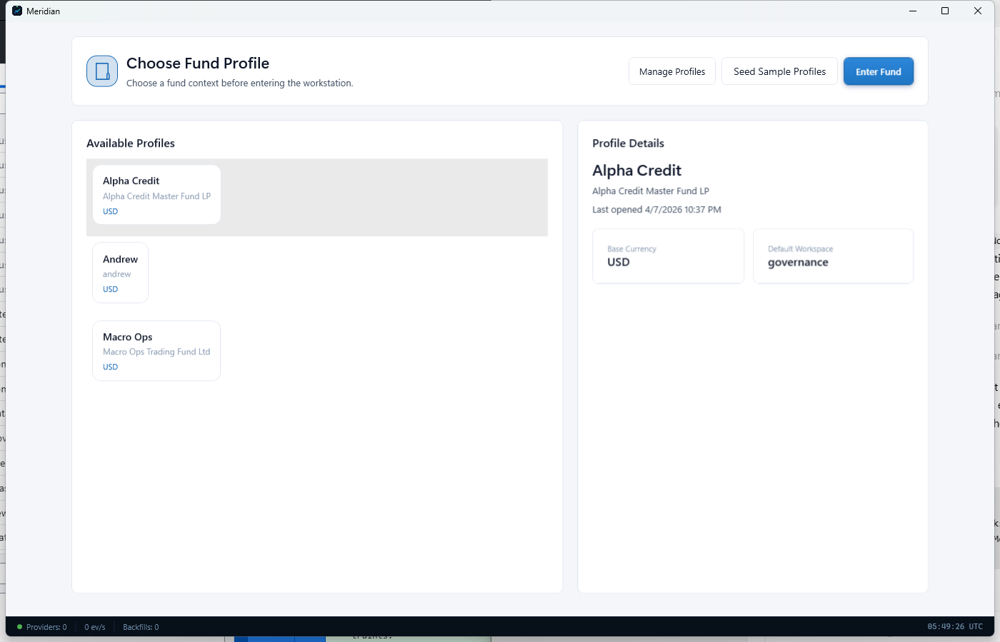 Meridian
Choose Fund Profile
Choose a fund context before entering the workstation.
Manage Profiles
Seed Sample Profiles
Enter Fund
Available Profiles
Alpha Credit
Alpha Credit Master Fund LP
USD
Andrew
andrew
USD
Macro Ops
Macro Ops Trading Fund Ltd
USD
Profile Details
Alpha Credit
Alpha Credit Master Fund LP
Last opened 4/7/2026 10:37 PM
Base Currency
USD
Default Workspace
governance
Providers: 0
0 ev/s
Backfills: 0
05:49:26 UTC